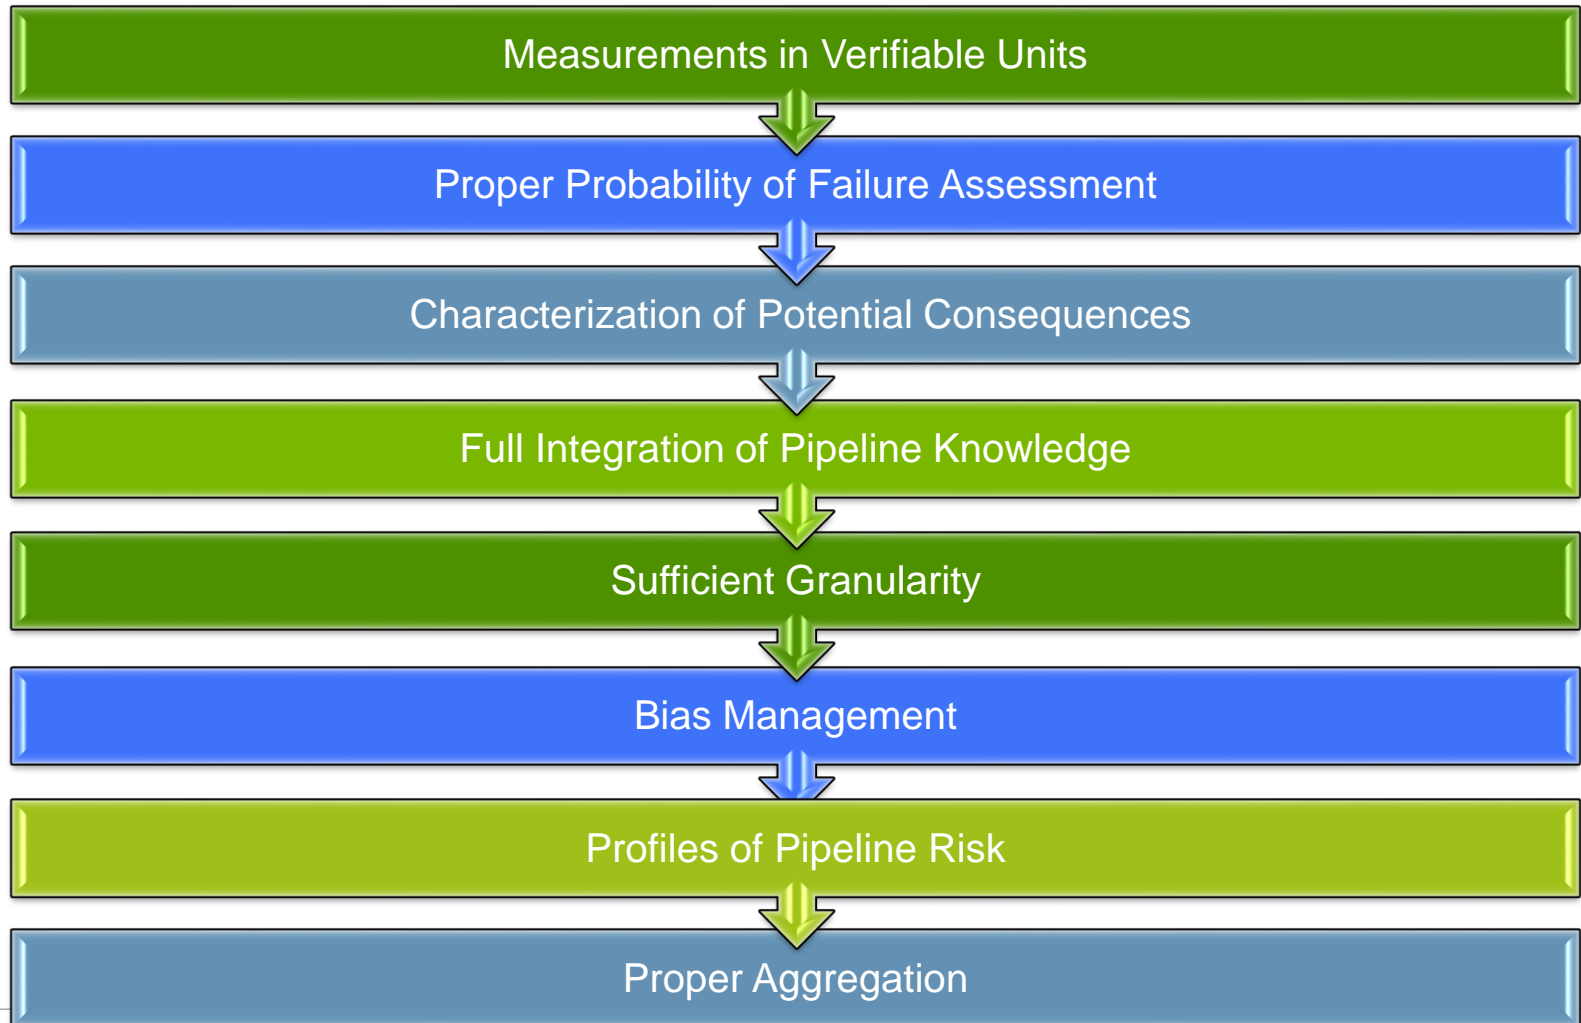 Measurements in Verifiable Units
Proper Probability of Failure Assessment
Characterization of Potential Consequences
Full Integration of Pipeline Knowledge
Sufficient Granularity
Bias Management
Profiles of Pipeline Risk
Proper Aggregation